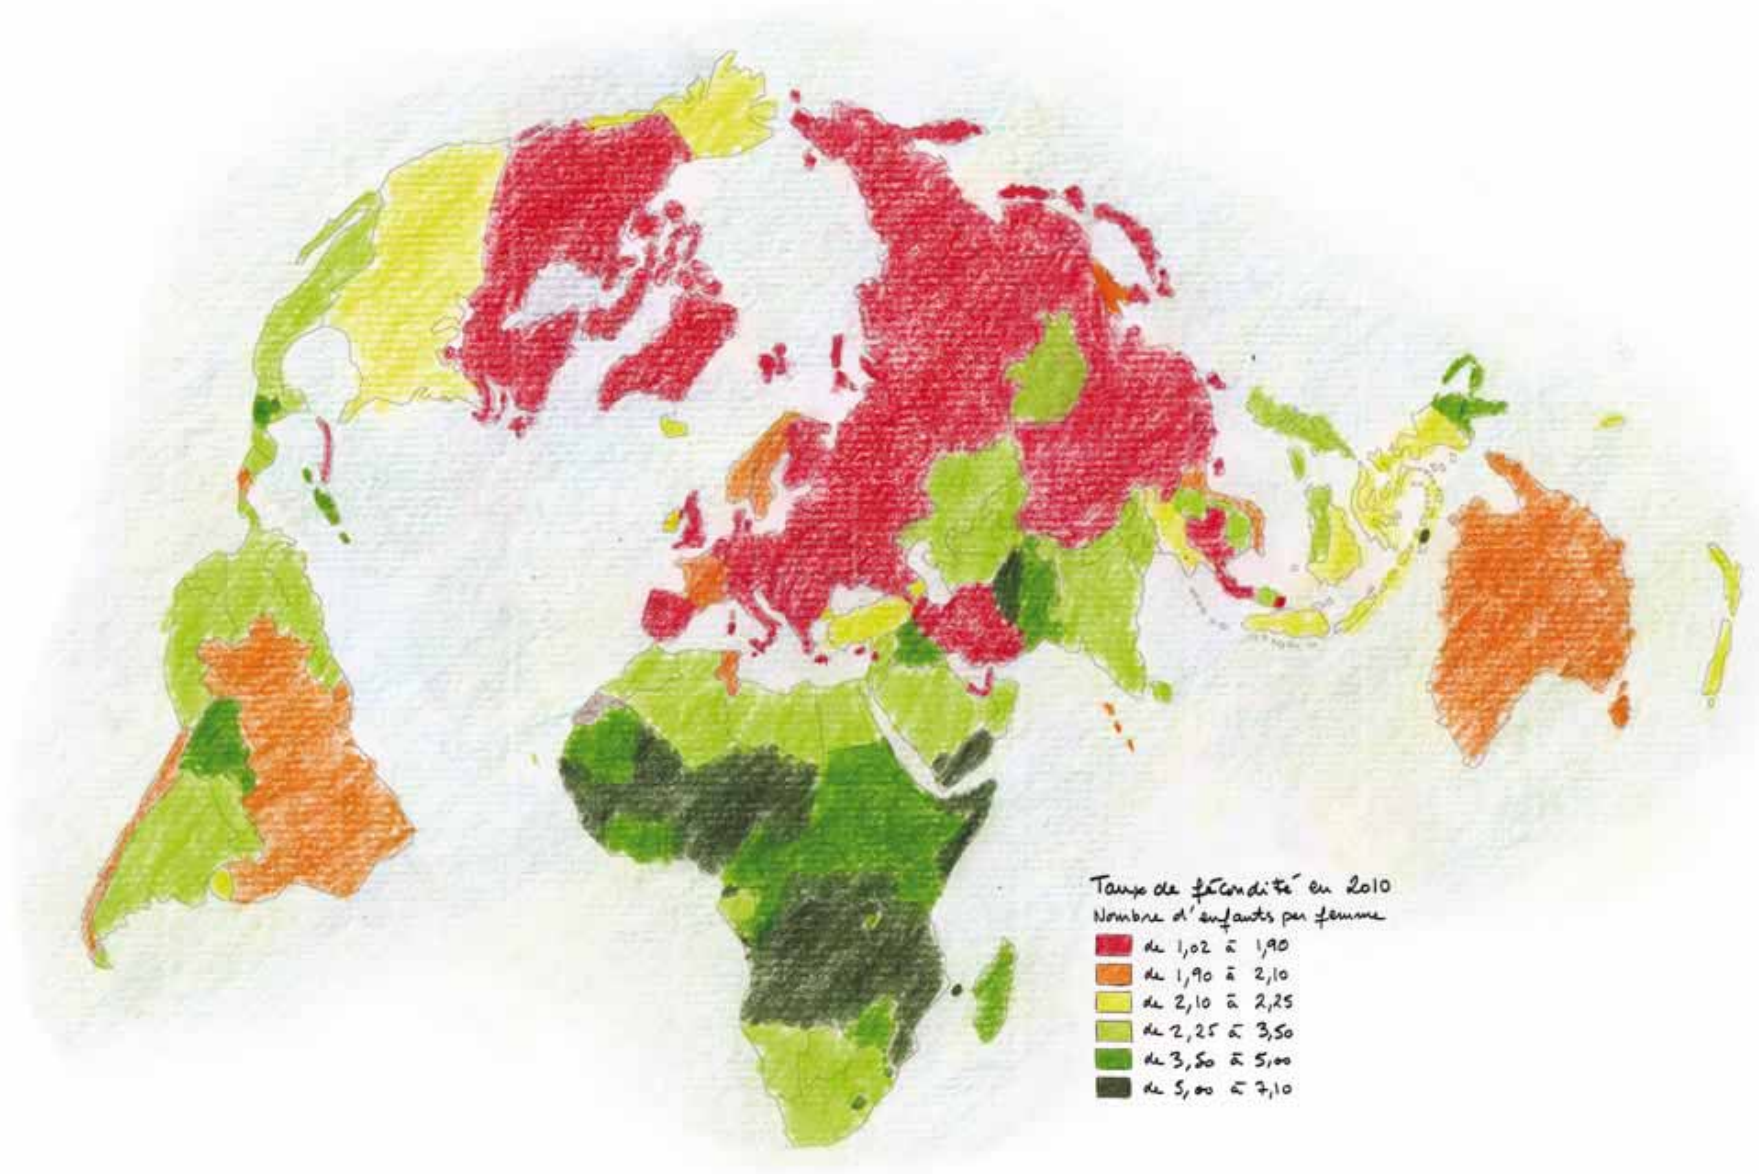 Taux de fécondité en 2010
Nombre d'enfants par femme
de 1,02 à 1,90
de 1,90 à 2,10
de 2,10 à 2,25
de 2,25 à 3,50
de 3,50 à 5,00
de 5,00 à 7,10